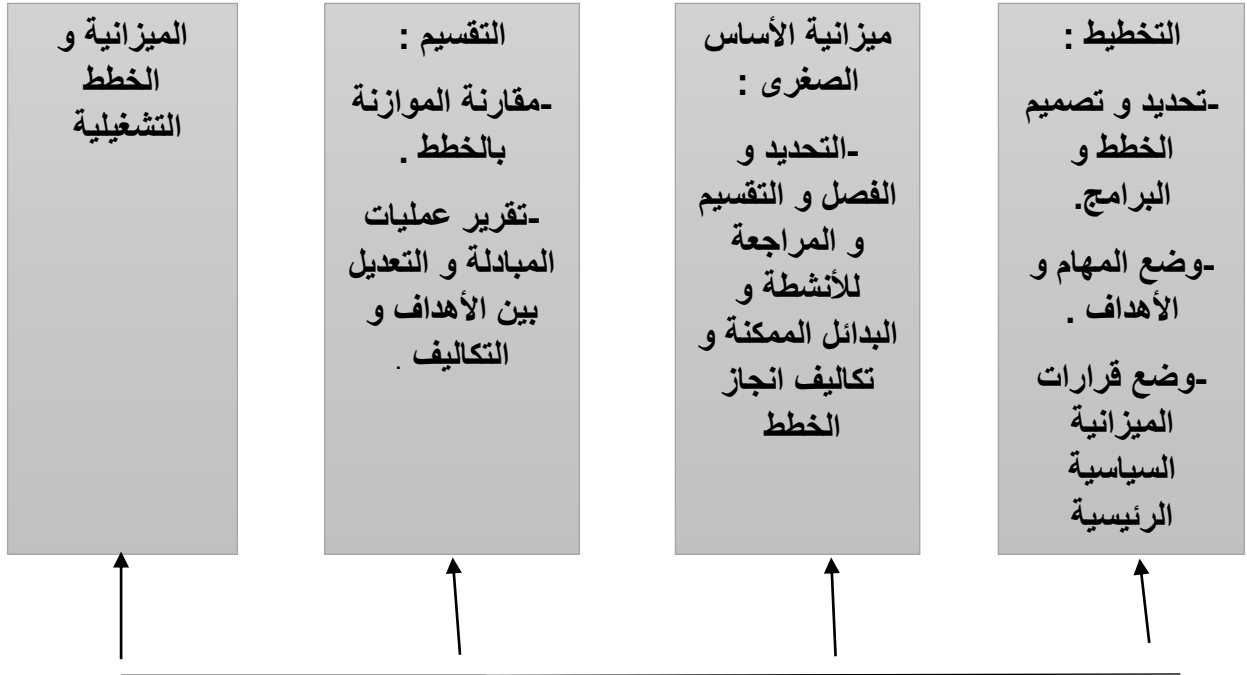 التخطيط :
-تحديد و تصميم
الخطط و
البرامج.
-وضع المهام و
الأهداف .
-وضع قرارات
الميزانية
السياسية
الرئيسية
ميزانية الأساس
الصغرى :
-التحديد و
الفصل و التقسيم
و المراجعة
للأنشطة و
البدائل الممكنة و
تكاليف انجاز
الخطط
التقسيم :
-مقارنة الموازنة
بالخطط .
-تقرير عمليات
المبادلة و التعديل
بين الأهداف و
التكاليف .
الميزانية و
الخطط
التشغيلية